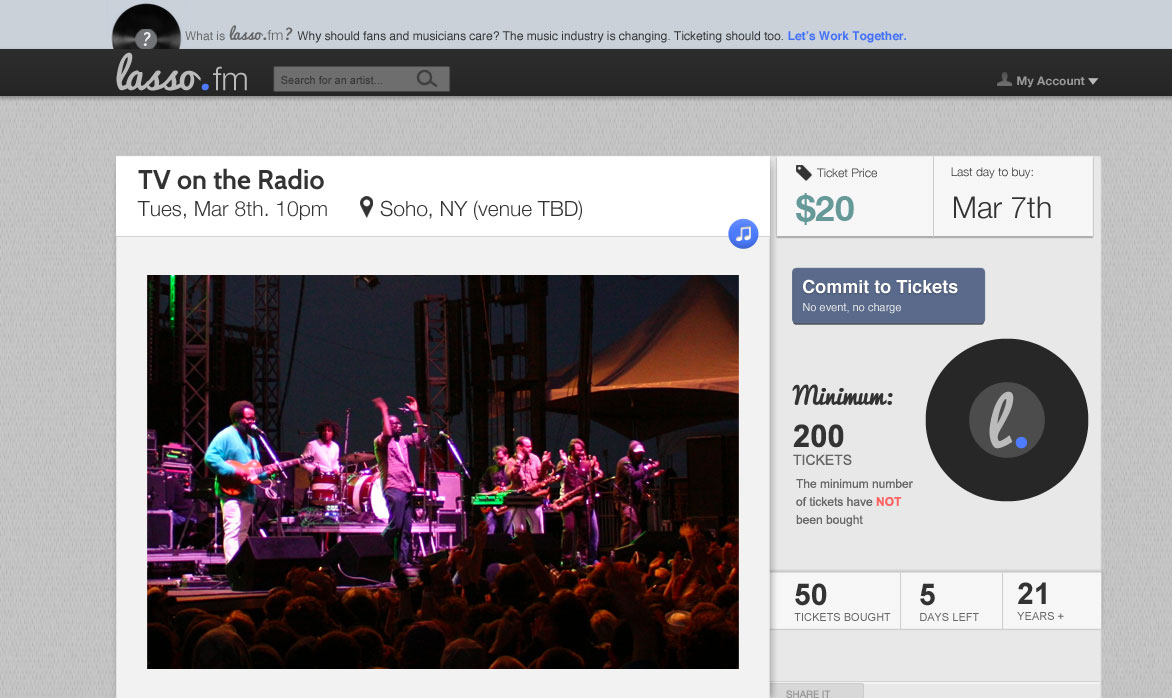 ?
What is lasso.fm? Why should fans and musicians care? The music industry is changing. Ticketing should too. Let's Work Together.
lasso.fm
Search for an artist...
My Account
TV on the Radio
Tues, Mar 8th. 10pm
Soho, NY (venue TBD)
Ticket Price
$20
Last day to buy:
Mar 7th
Commit to Tickets
No event, no charge
Minimum:
200
TICKETS
The minimum number
of tickets have NOT
been bought
l.
50
TICKETS BOUGHT
5
DAYS LEFT
21
YEARS +
SHARE IT